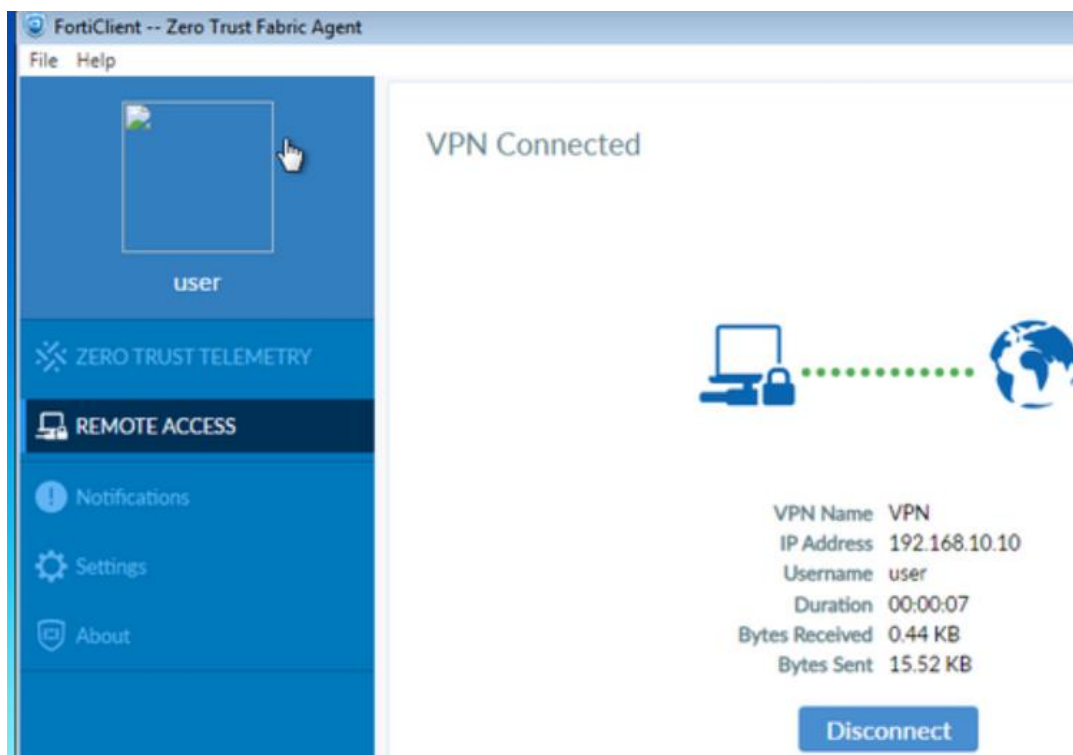 FortiClient -- Zero Trust Fabric Agent
File Help
user
ZERO TRUST TELEMETRY
REMOTE ACCESS
Notifications
Settings
About
VPN Connected
VPN Name VPN
IP Address 192.168.10.10
Username user
Duration 00:00:07
Bytes Received 0.44 KB
Bytes Sent 15.52 KB
Disconnect